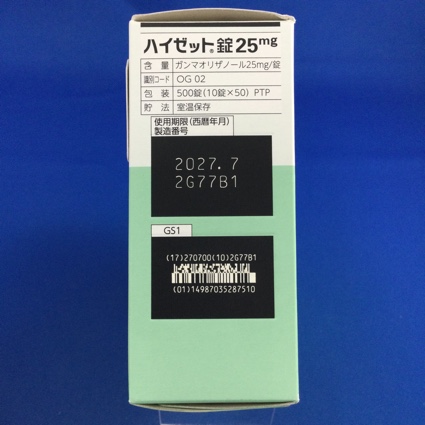 ハイゼット®錠25mg
含 量 ガンマオリザノール25mg/錠
識別コード OG 02
包 装 500錠(10錠×50) PTP
貯 法 室温保存
使用期限(西暦年月)
製造番号
2027.7
2G77B1
GS1
(17)270700(10)2G77B1
(01)14987035287510